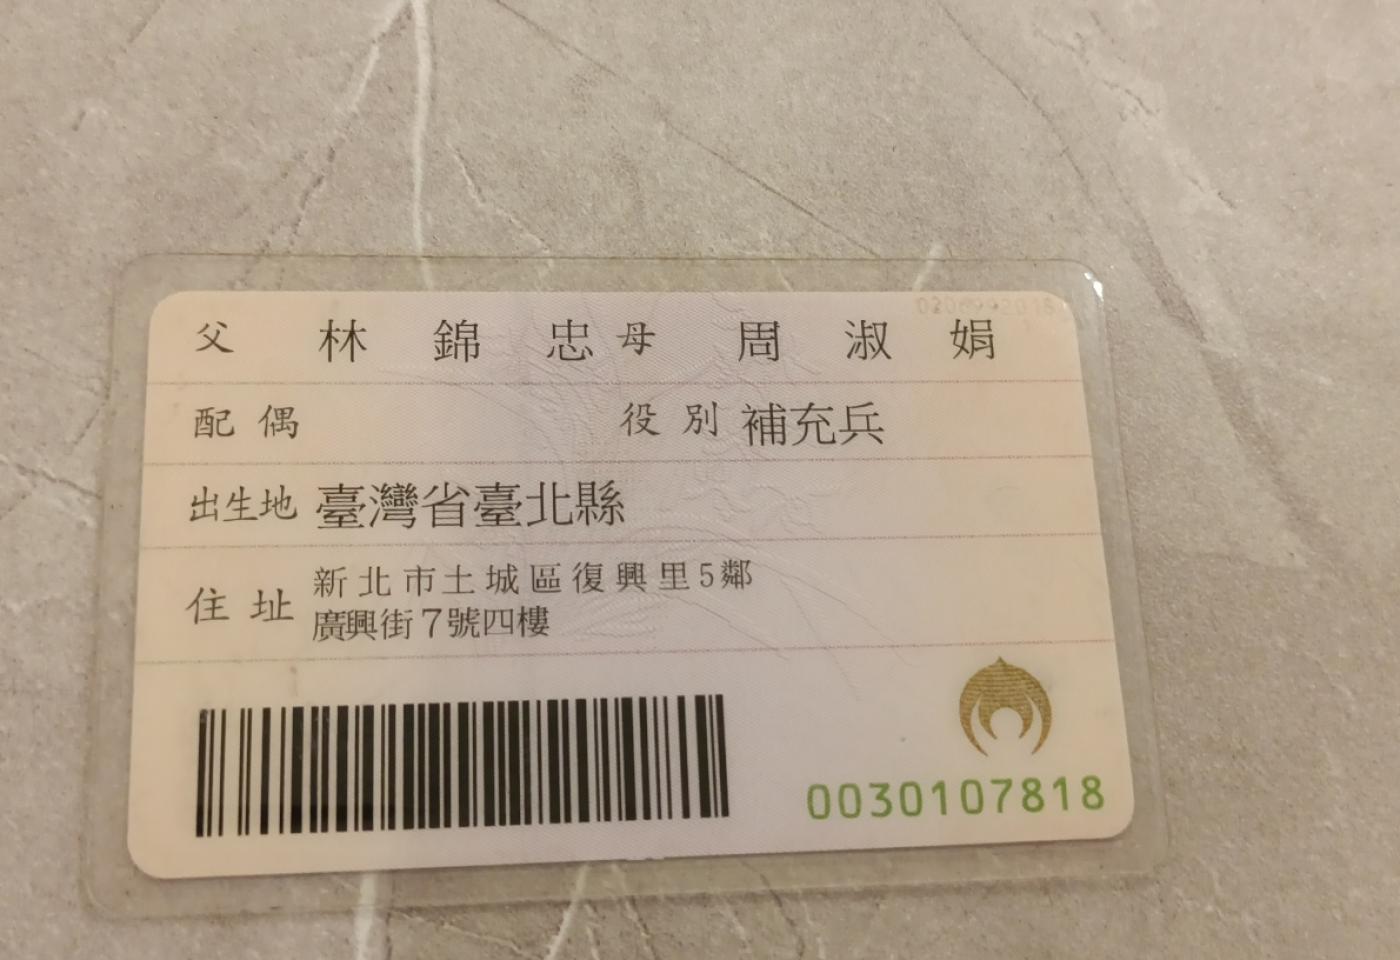 父 林錦忠 母 周淑娟
配偶 役別 補充兵
出生地 臺灣省臺北縣
住址 新北市土城區復興里5鄰
廣興街7號四樓
0030107818